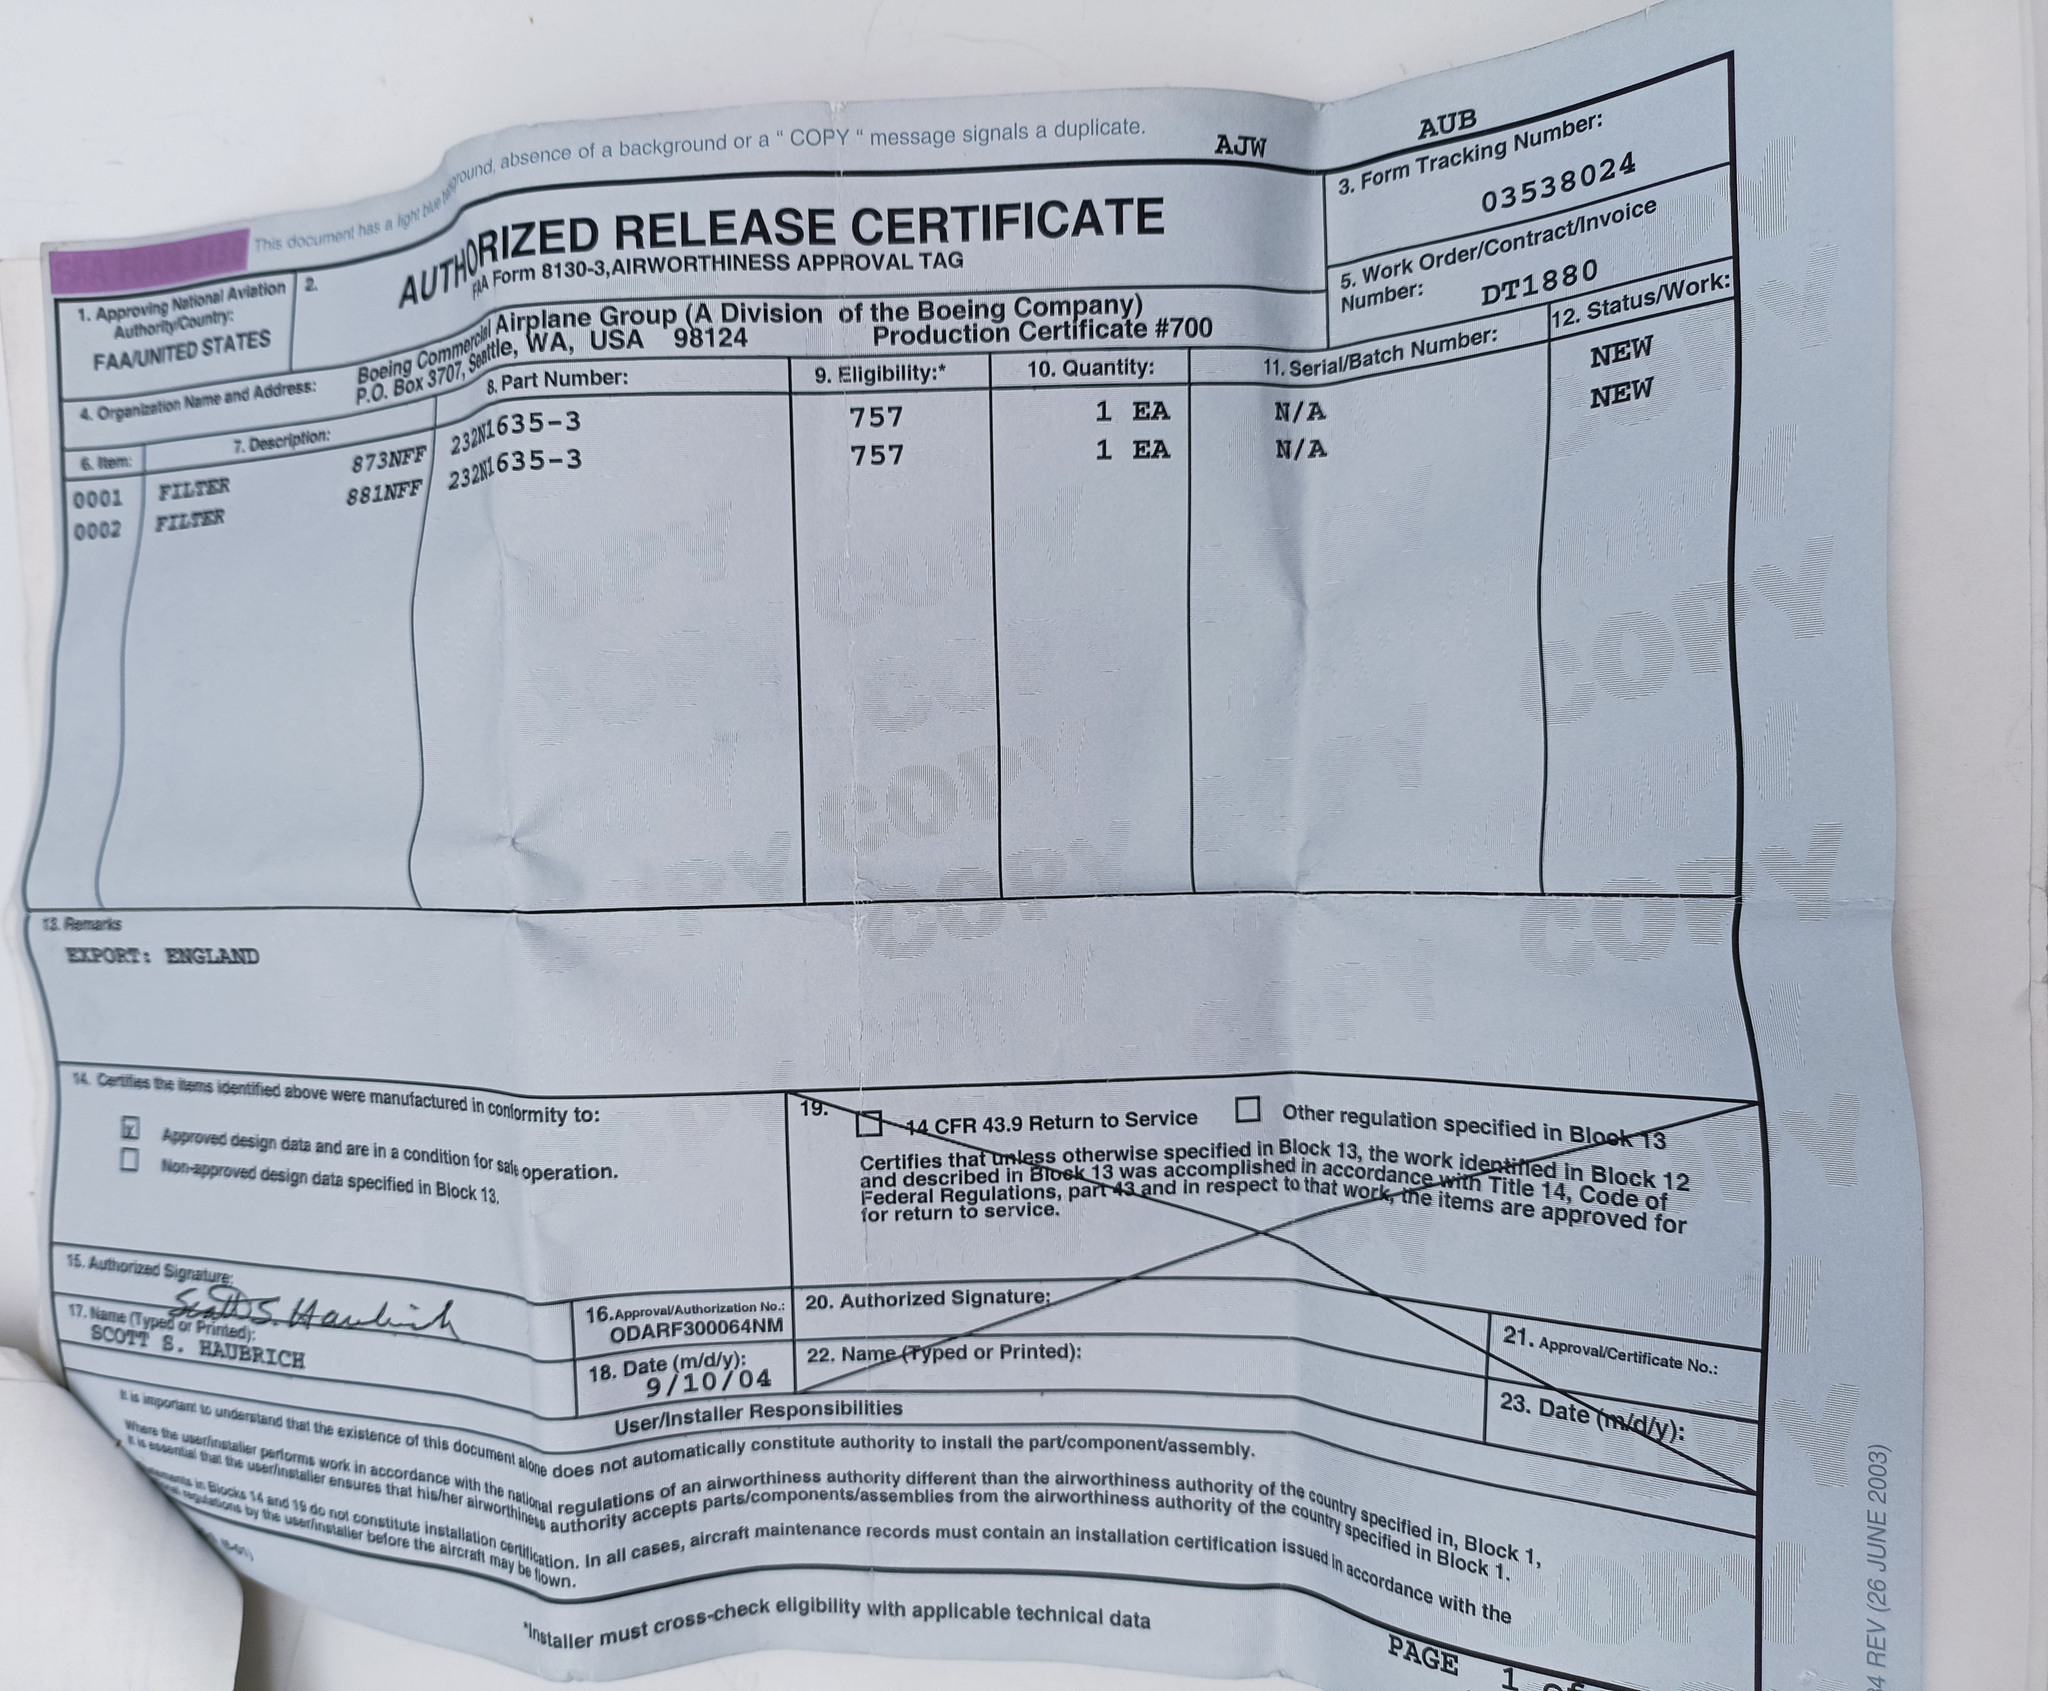 This document has a light blue background, absence of a background or a " COPY " message signals a duplicate.
AJW
AUB
AUTHORIZED RELEASE CERTIFICATE
FAA Form 8130-3,AIRWORTHINESS APPROVAL TAG
1. Approving National Aviation
Authority/Country:
FAA/UNITED STATES
2.
3. Form Tracking Number:
03538024
4. Organization Name and Address:
Boeing Commercial Airplane Group (A Division of the Boeing Company)
P.O. Box 3707, Seattle, WA, USA 98124 Production Certificate #700
5. Work Order/Contract/Invoice
Number: DT1880
6. Item: 7. Description: 8. Part Number: 9. Eligibility:* 10. Quantity: 11. Serial/Batch Number: 12. Status/Work:
0001 FILTER 873NFF 232N1635-3 757 1 EA N/A NEW
0002 FILTER 881NFF 232N1635-3 757 1 EA N/A NEW
COPY
13. Remarks
EXPORT: ENGLAND
14. Certifies the items identified above were manufactured in conformity to:
x Approved design data and are in a condition for safe operation.
Non-approved design data specified in Block 13.
19. 14 CFR 43.9 Return to Service Other regulation specified in Block 13
Certifies that unless otherwise specified in Block 13, the work identified in Block 12
and described in Block 13 was accomplished in accordance with Title 14, Code of
Federal Regulations, part 43 and in respect to that work, the items are approved for
for return to service.
15. Authorized Signature:
Scott S. Haubrich
16. Approval/Authorization No.:
ODARF300064NM
17. Name (Typed or Printed):
SCOTT S. HAUBRICH
18. Date (m/d/y):
9/10/04
20. Authorized Signature:
21. Approval/Certificate No.:
22. Name (Typed or Printed):
23. Date (m/d/y):
User/Installer Responsibilities
It is important to understand that the existence of this document alone does not automatically constitute authority to install the part/component/assembly.
Where the user/installer performs work in accordance with the national regulations of an airworthiness authority different than the airworthiness authority of the country specified in, Block 1,
It is essential that the user/installer ensures that his/her airworthiness authority accepts parts/components/assemblies from the airworthiness authority of the country specified in Block 1.
in Blocks 14 and 19 do not constitute installation certification. In all cases, aircraft maintenance records must contain an installation certification issued in accordance with the
regulations by the user/installer before the aircraft may be flown.
*Installer must cross-check eligibility with applicable technical data
PAGE 1 of
REV (26 JUNE 2003)